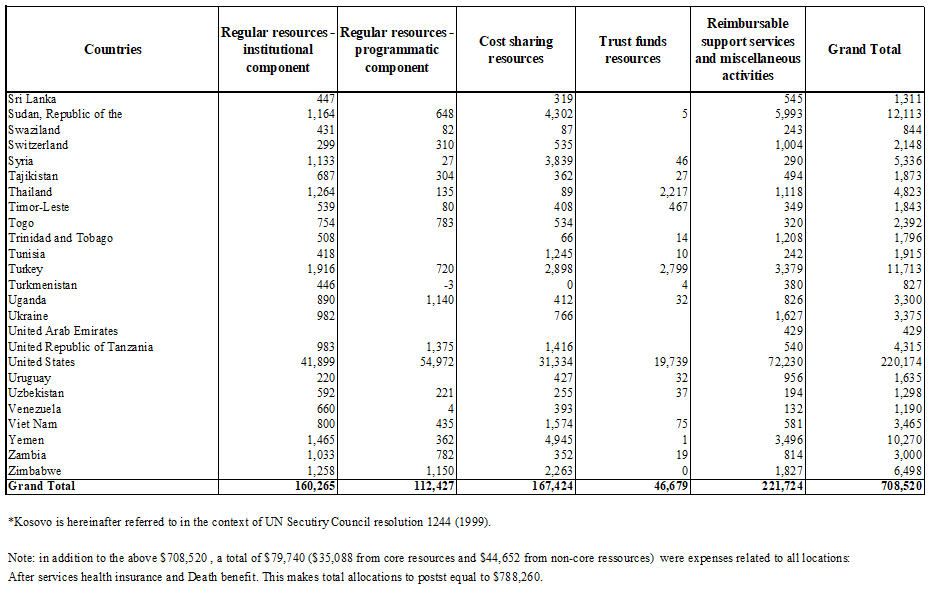 Countries Regular resources - institutional component Regular resources - programmatic component Cost sharing resources Trust funds resources Reimbursable support services and miscellaneous activities Grand Total
Sri Lanka 447 319 545 1,311
Sudan, Republic of the 1,164 648 4,302 5 5,993 12,113
Swaziland 431 82 87 243 844
Switzerland 299 310 535 1,004 2,148
Syria 1,133 27 3,839 46 290 5,336
Tajikistan 687 304 362 27 494 1,873
Thailand 1,264 135 89 2,217 1,118 4,823
Timor-Leste 539 80 408 467 349 1,843
Togo 754 783 534 320 2,392
Trinidad and Tobago 508 66 14 1,208 1,796
Tunisia 418 1,245 10 242 1,915
Turkey 1,916 720 2,898 2,799 3,379 11,713
Turkmenistan 446 -3 0 4 380 827
Uganda 890 1,140 412 32 826 3,300
Ukraine 982 766 1,627 3,375
United Arab Emirates 429 429
United Republic of Tanzania 983 1,375 1,416 540 4,315
United States 41,899 54,972 31,334 19,739 72,230 220,174
Uruguay 220 427 32 956 1,635
Uzbekistan 592 221 255 37 194 1,298
Venezuela 660 4 393 132 1,190
Viet Nam 800 435 1,574 75 581 3,465
Yemen 1,465 362 4,945 1 3,496 10,270
Zambia 1,033 782 352 19 814 3,000
Zimbabwe 1,258 1,150 2,263 0 1,827 6,498
Grand Total 160,265 112,427 167,424 46,679 221,724 708,520
*Kosovo is hereinafter referred to in the context of UN Secutiry Council resolution 1244 (1999).
Note: in addition to the above $708,520 , a total of $79,740 ($35,088 from core resources and $44,652 from non-core ressources) were expenses related to all locations:
After services health insurance and Death benefit. This makes total allocations to postst equal to $788,260.